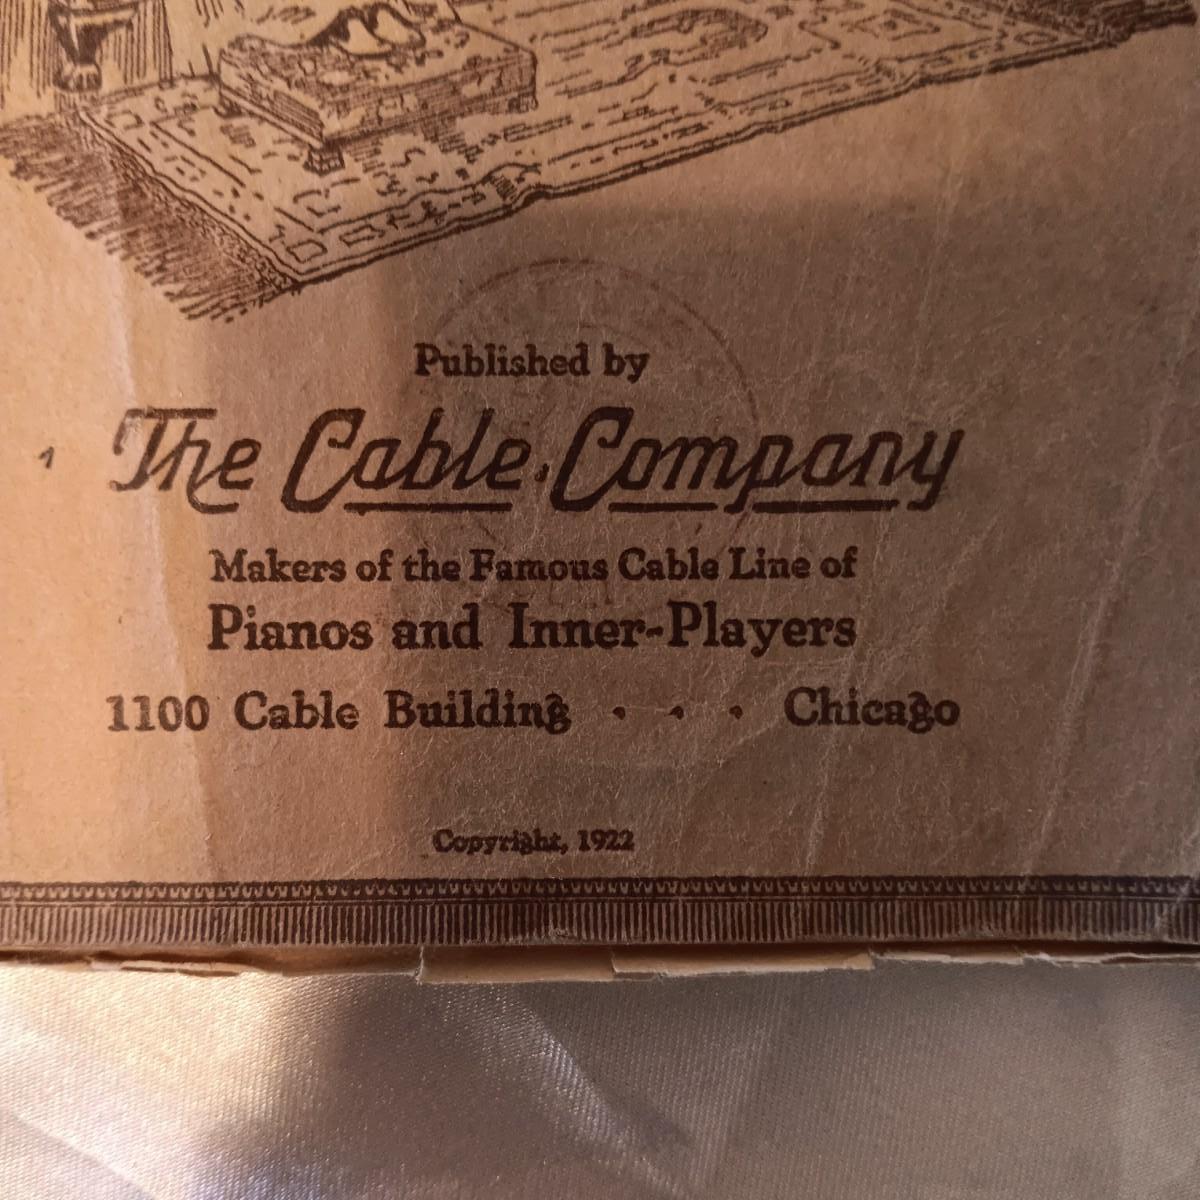 Published by
The Cable Company
Makers of the Famous Cable Line of
Pianos and Inner-Players
1100 Cable Building · · · Chicago
Copyright, 1922